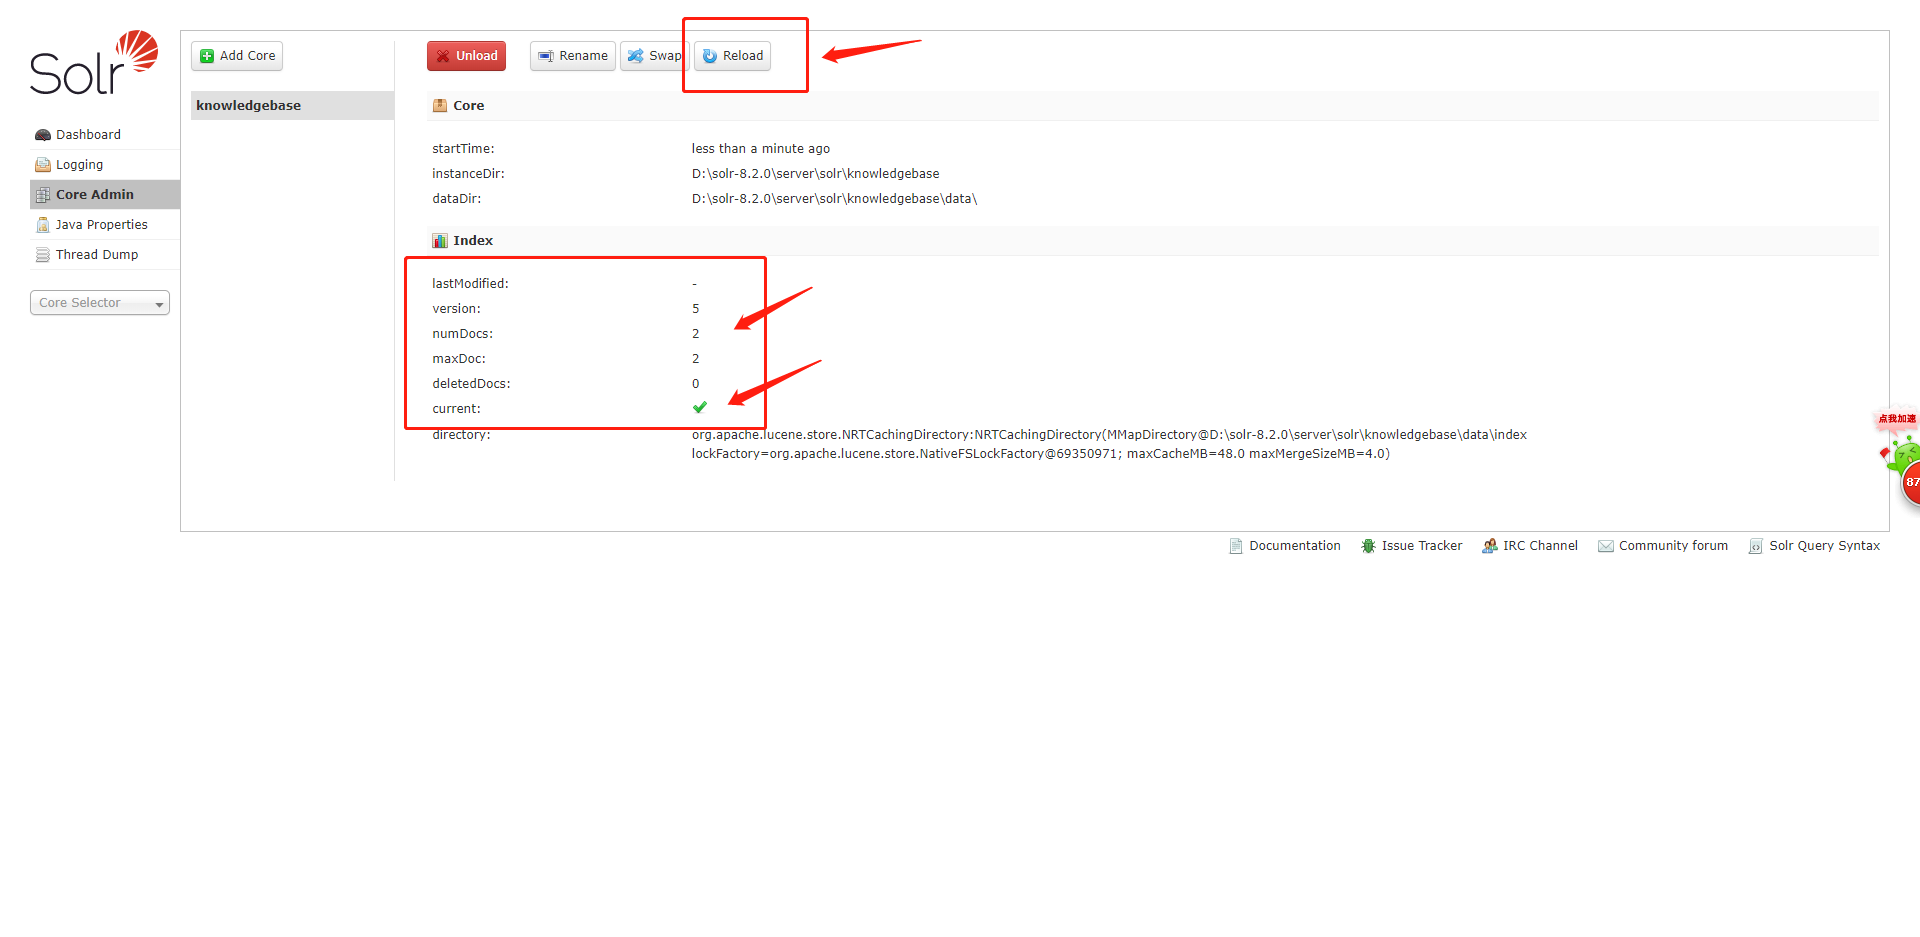 Solr
Dashboard
Logging
Core Admin
Java Properties
Thread Dump
Core Selector
Add Core
knowledgebase
Unload
Rename
Swap
Reload
Core
startTime: less than a minute ago
instanceDir: D:\solr-8.2.0\server\solr\knowledgebase
dataDir: D:\solr-8.2.0\server\solr\knowledgebase\data\
Index
lastModified: -
version: 5
numDocs: 2
maxDoc: 2
deletedDocs: 0
current:
directory: org.apache.lucene.store.NRTCachingDirectory:NRTCachingDirectory(MMapDirectory@D:\solr-8.2.0\server\solr\knowledgebase\data\index
lockFactory=org.apache.lucene.store.NativeFSLockFactory@69350971; maxCacheMB=48.0 maxMergeSizeMB=4.0)
点我加速
87
Documentation
Issue Tracker
IRC Channel
Community forum
Solr Query Syntax